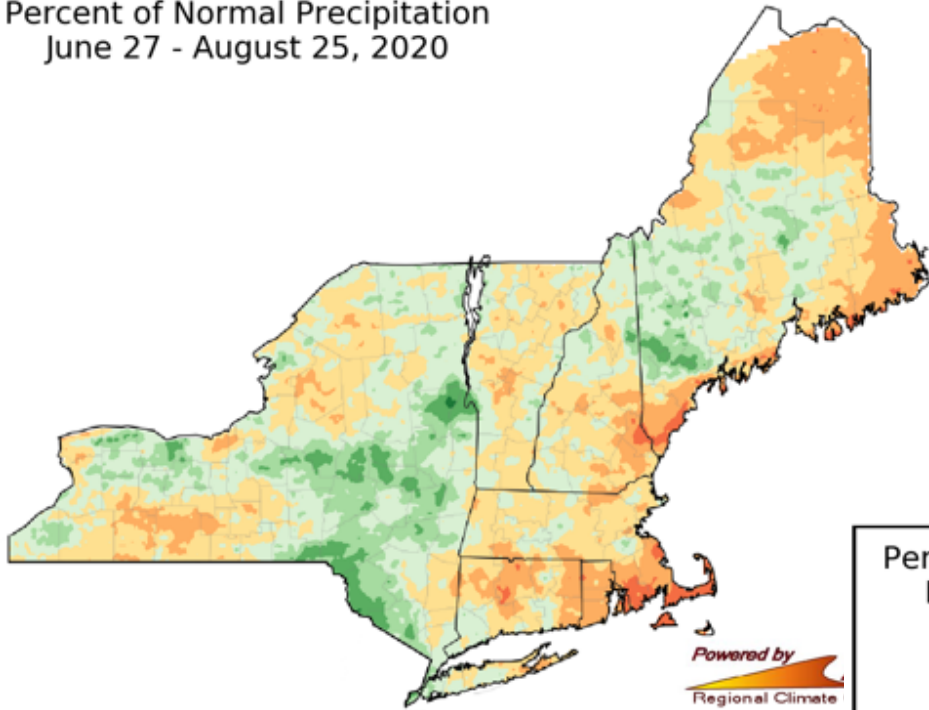 Percent of Normal Precipitation
June 27 - August 25, 2020
Powered by
Regional Climate